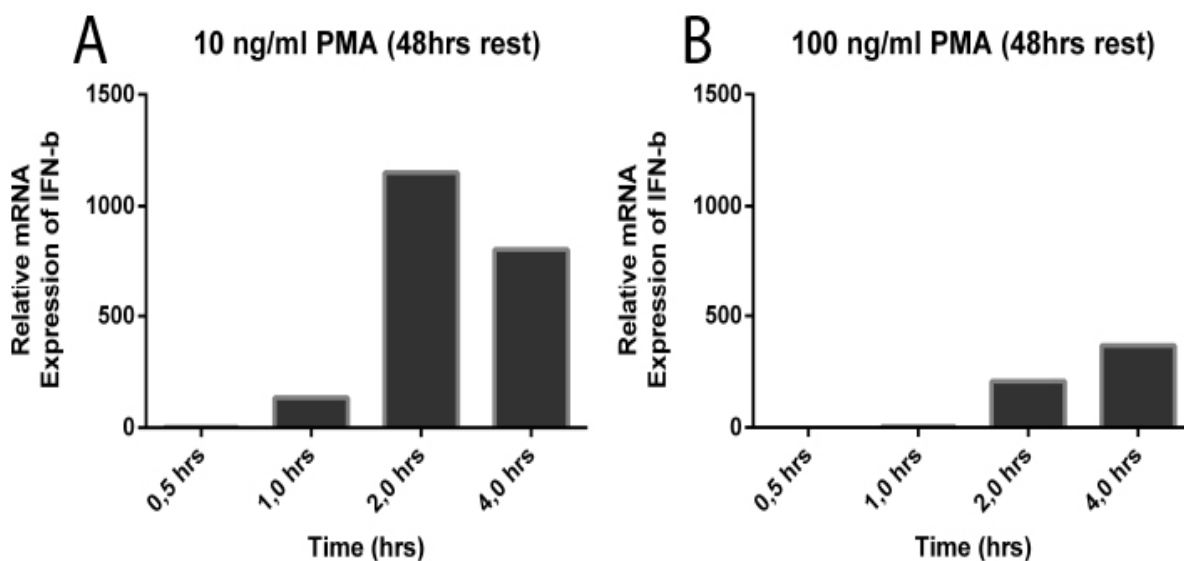 A
10 ng/ml PMA (48hrs rest)
Relative mRNA
Expression of IFN-b
1500
1000
500
0
0,5 hrs
1,0 hrs
2,0 hrs
4,0 hrs
Time (hrs)
B
100 ng/ml PMA (48hrs rest)
Relative mRNA
Expression of IFN-b
1500
1000
500
0
0,5 hrs
1,0 hrs
2,0 hrs
4,0 hrs
Time (hrs)